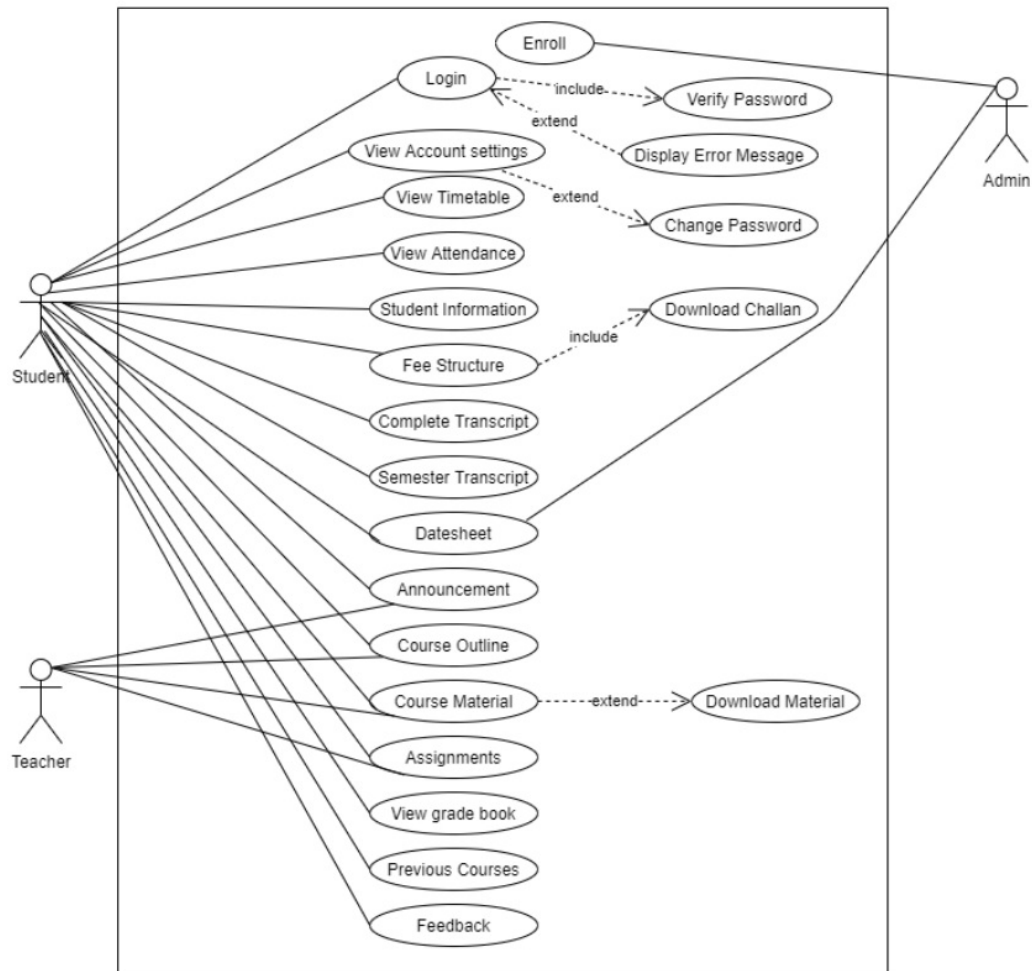 Enroll
Login
include
Verify Password
extend
Display Error Message
Admin
View Account settings
extend
View Timetable
Change Password
View Attendance
Student Information
Download Challan
include
Fee Structure
Student
Complete Transcript
Semester Transcript
Datesheet
Announcement
Course Outline
Course Material
extend
Download Material
Teacher
Assignments
View grade book
Previous Courses
Feedback